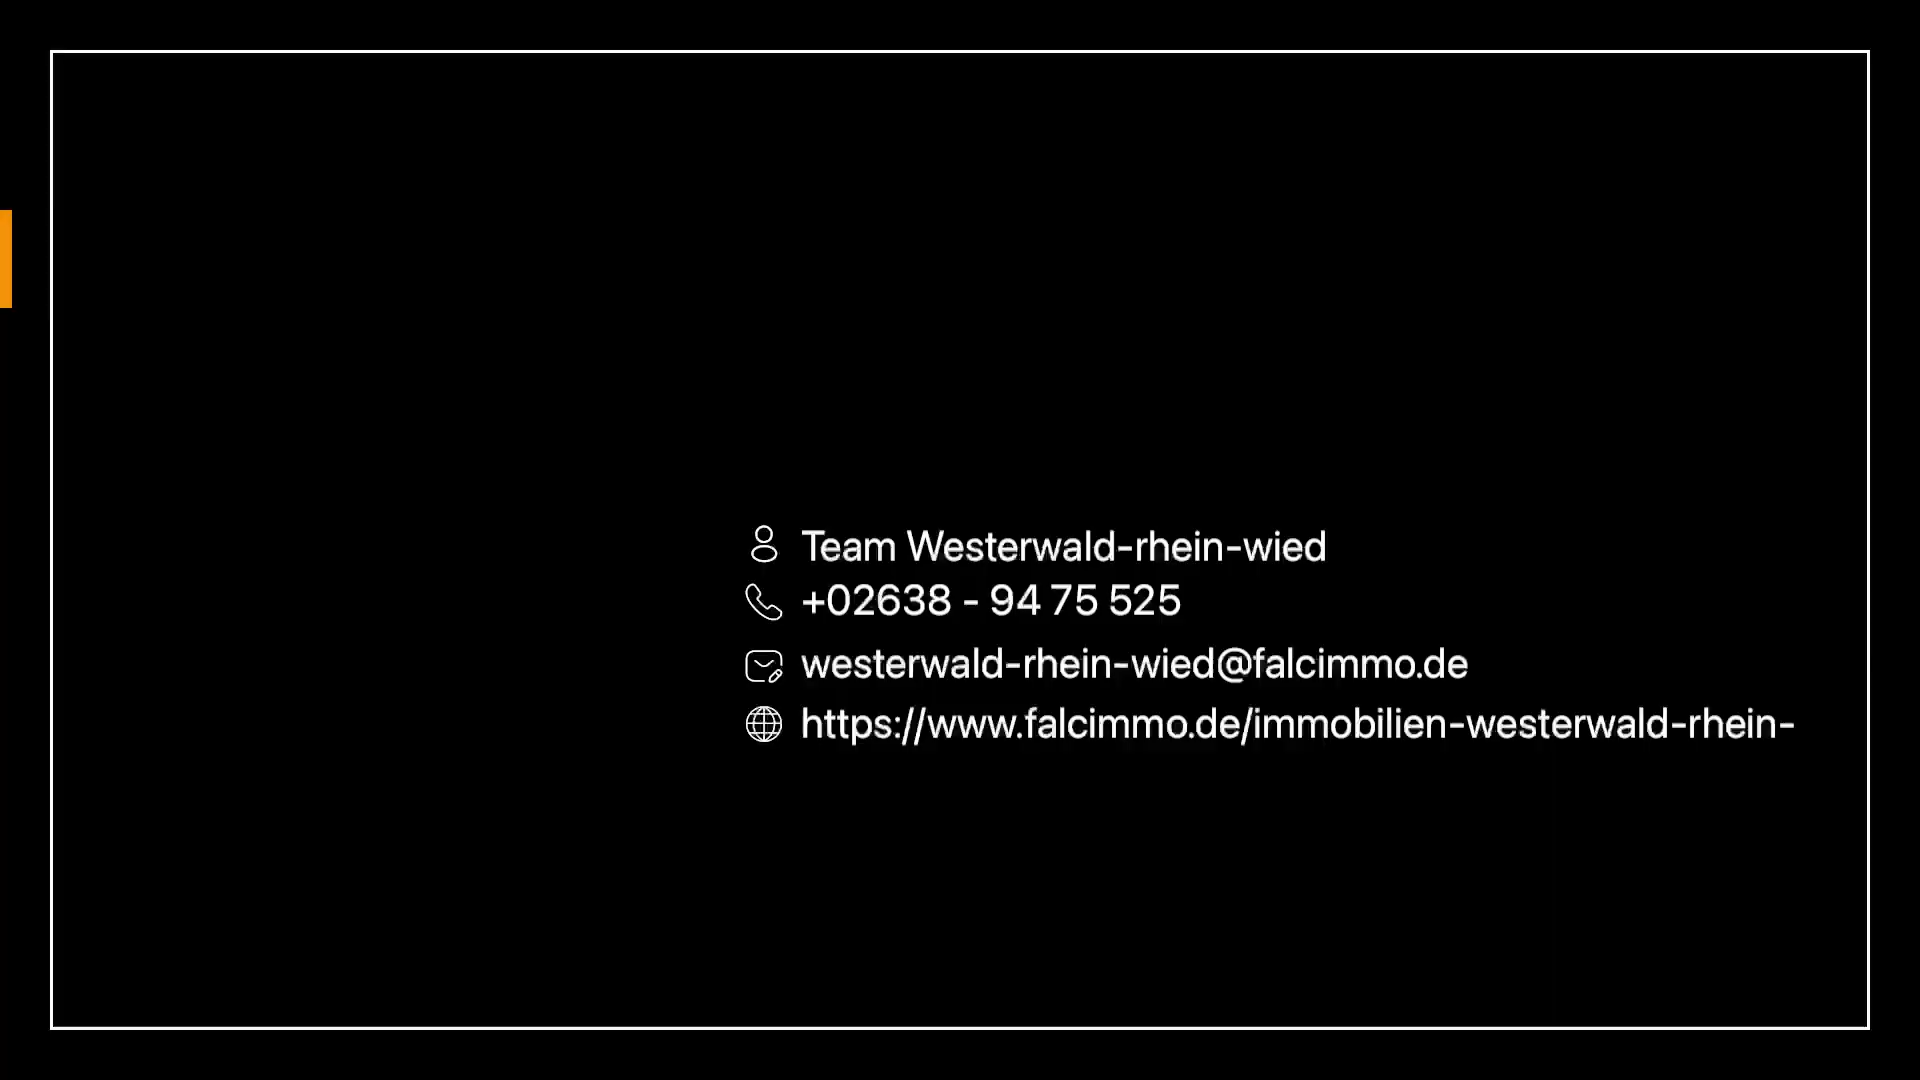 Team Westerwald-rhein-wied
+02638 - 94 75 525
westerwald-rhein-wied@falcimmo.de
https://www.falcimmo.de/immobilien-westerwald-rhein-